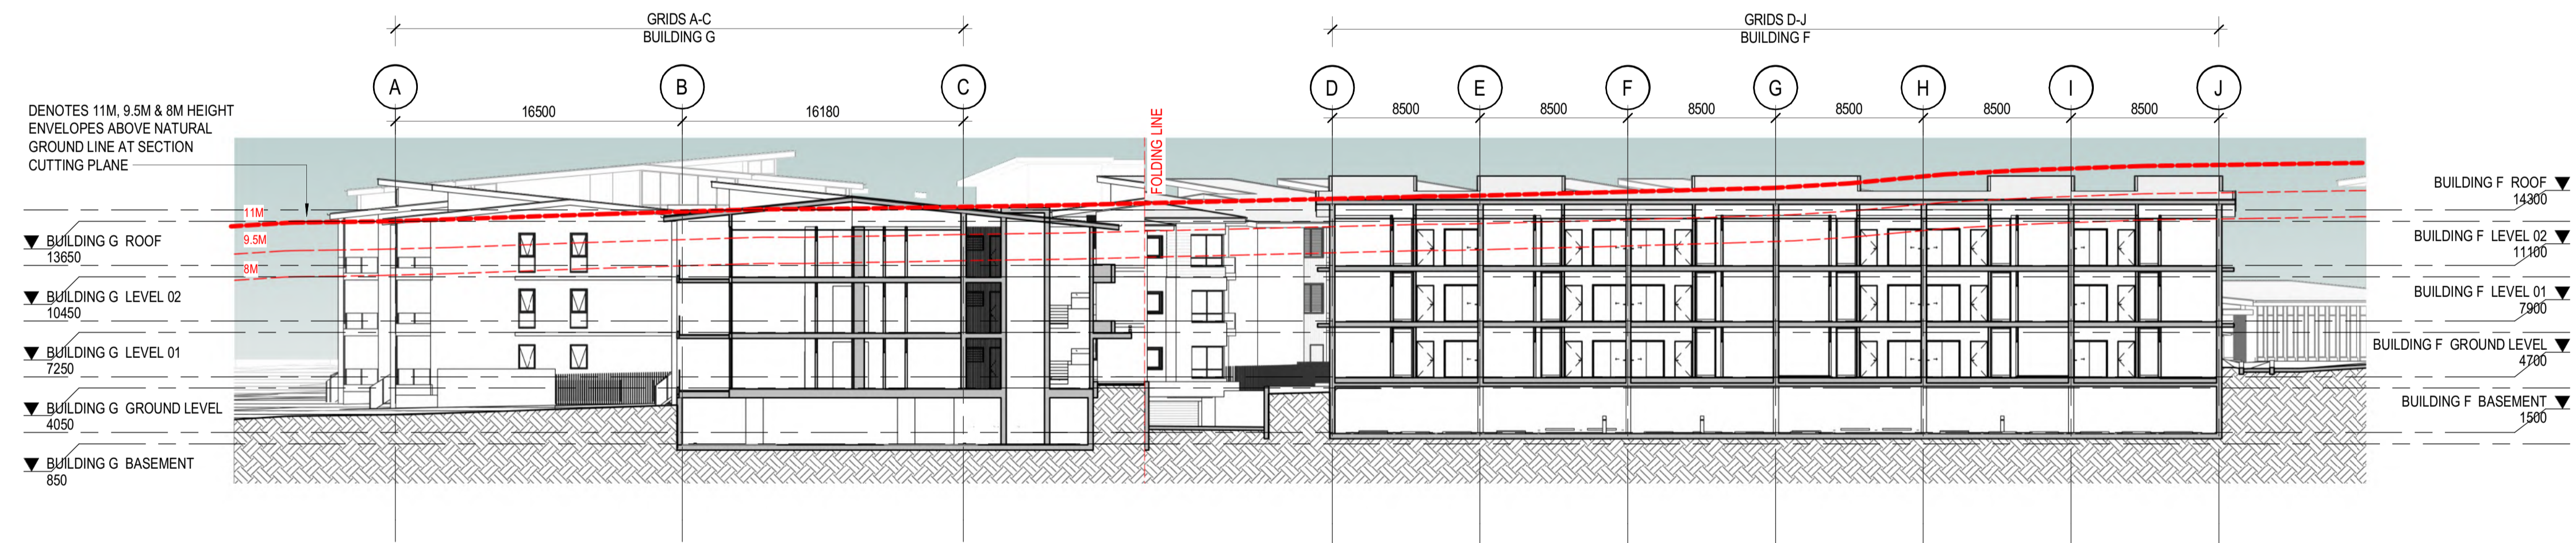 GRIDS A-C
BUILDING G
GRIDS D-J
BUILDING F
A
B
C
D
E
F
G
H
I
J
16500
16180
8500
8500
8500
8500
8500
8500
DENOTES 11M, 9.5M & 8M HEIGHT
ENVELOPES ABOVE NATURAL
GROUND LINE AT SECTION
CUTTING PLANE
FOLDING LINE
11M
9.5M
8M
BUILDING G ROOF
13650
BUILDING G LEVEL 02
10450
BUILDING G LEVEL 01
7250
BUILDING G GROUND LEVEL
4050
BUILDING G BASEMENT
850
BUILDING F ROOF
14300
BUILDING F LEVEL 02
11100
BUILDING F LEVEL 01
7900
BUILDING F GROUND LEVEL
4700
BUILDING F BASEMENT
1500